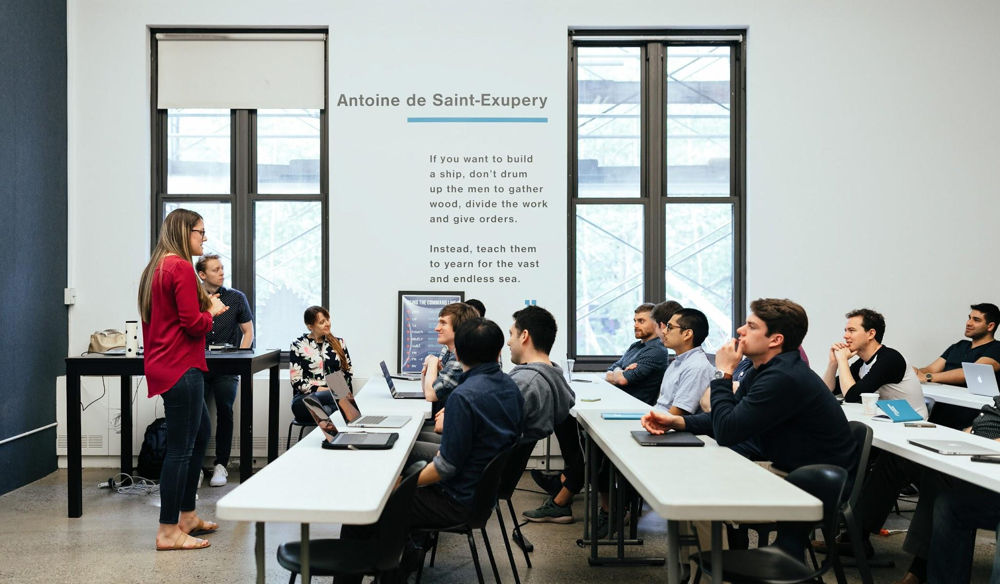 Antoine de Saint-Exupery
If you want to build
a ship, don’t drum
up the men to gather
wood, divide the work
and give orders.
Instead, teach them
to yearn for the vast
and endless sea.
"
USING THE COMMAND LINE
pwd
cd
ls
touch
mkdir
subl
rm
rm -r
mv